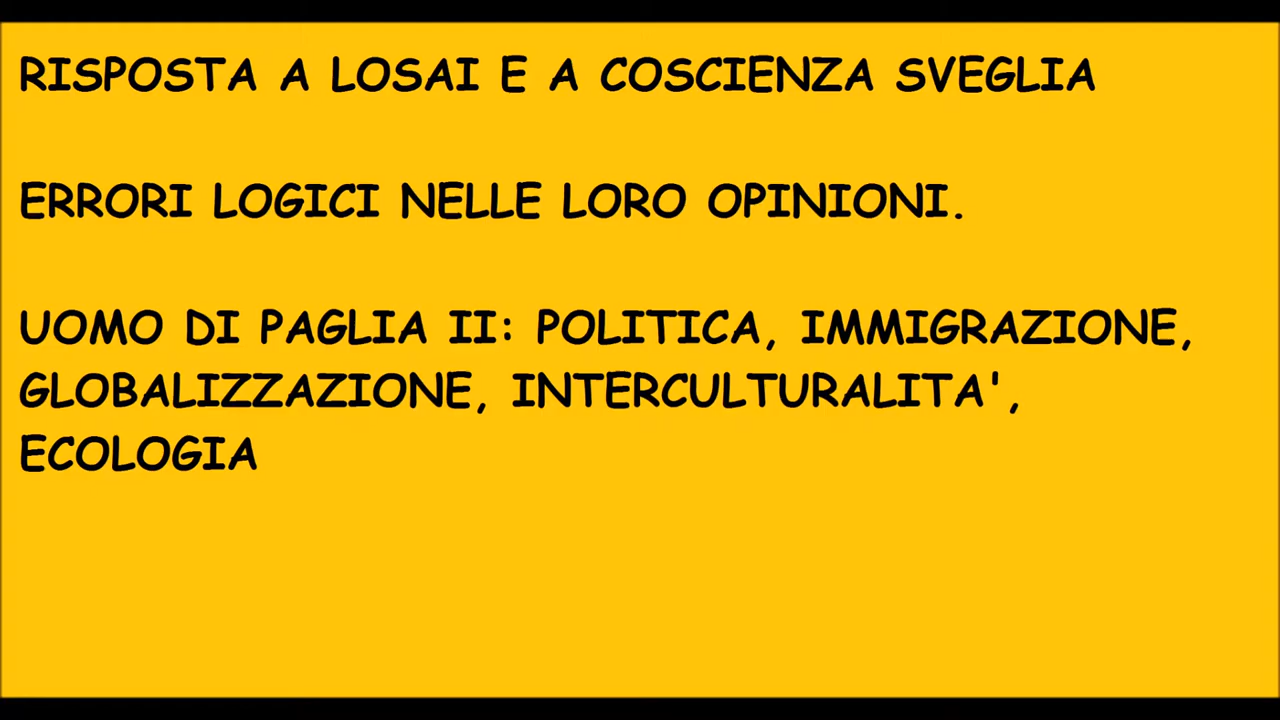 RISPOSTA A LOSAI E A COSCIENZA SVEGLIA
ERRORI LOGICI NELLE LORO OPINIONI.
UOMO DI PAGLIA II: POLITICA, IMMIGRAZIONE,
GLOBALIZZAZIONE, INTERCULTURALITA',
ECOLOGIA